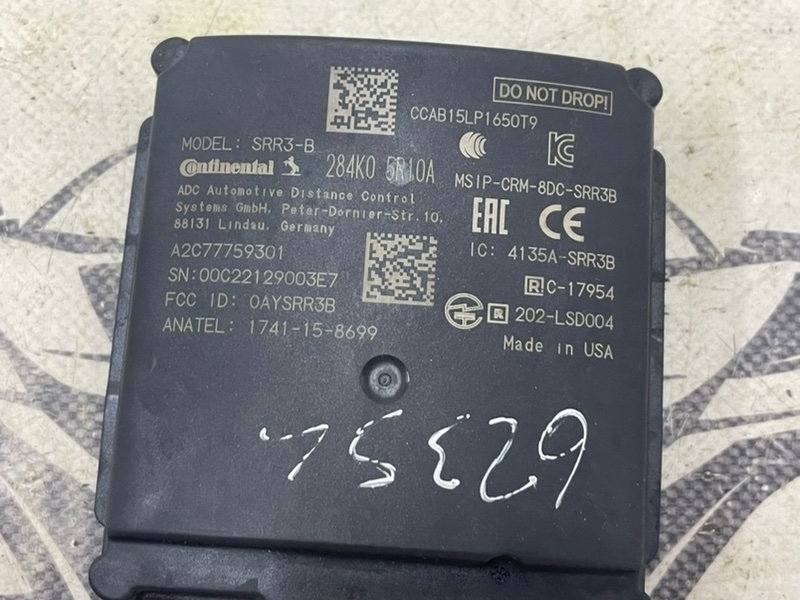 DO NOT DROP!
CCAB15LP1650T9
MODEL: SRR3-B
Continental
284K0 5R10A
MSIP-CRM-8DC-SRR3B
ADC Automotive Distance Control
Systems GmbH, Peter-Dornier-Str. 10,
88131 Lindau, Germany
EAC CE
IC: 4135A-SRR3B
A2C77759301
SN:00C22129003E7
R C-17954
FCC ID: OAYSRR3B
R 202-LSD004
ANATEL: 1741-15-8699
Made in USA